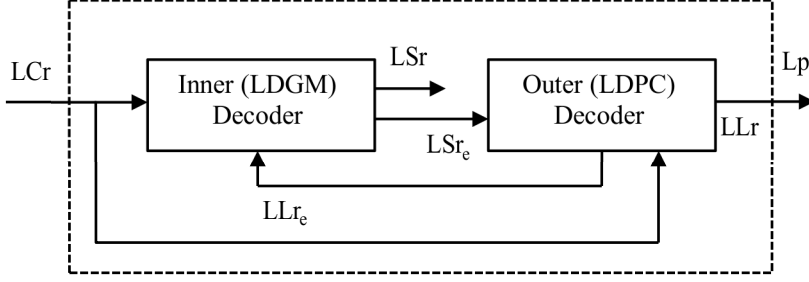 LCr
Inner (LDGM)
Decoder
LSr
LSrₑ
Outer (LDPC)
Decoder
Lp
LLr
LLrₑ